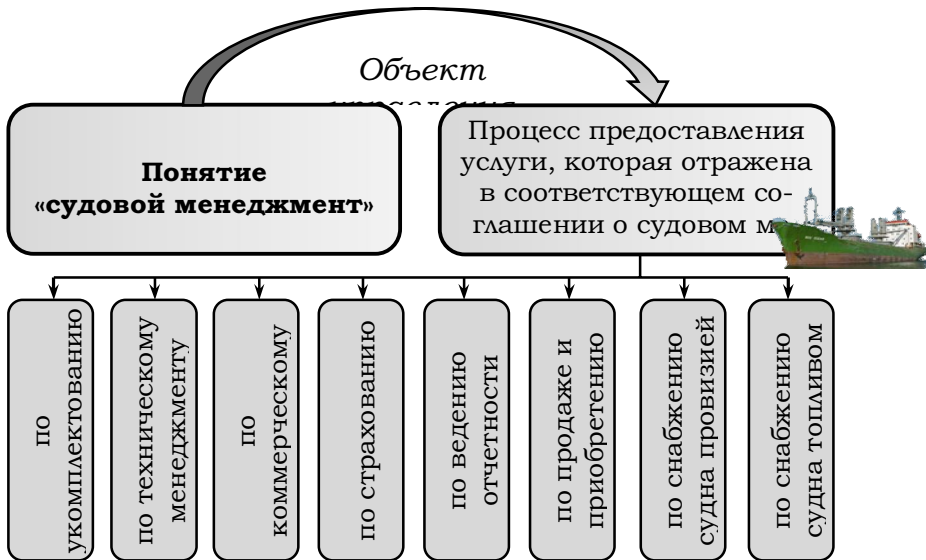 Объект
Понятие
«судовой менеджмент»
Процесс предоставления
услуги, которая отражена
в соответствующем со-
глашении о судовом м
по
укомплектованию
по техническому
менеджменту
по
коммерческому
по страхованию
по ведению
отчетности
по продаже и
приобретению
по снабжению
судна провизией
по снабжению
судна топливом